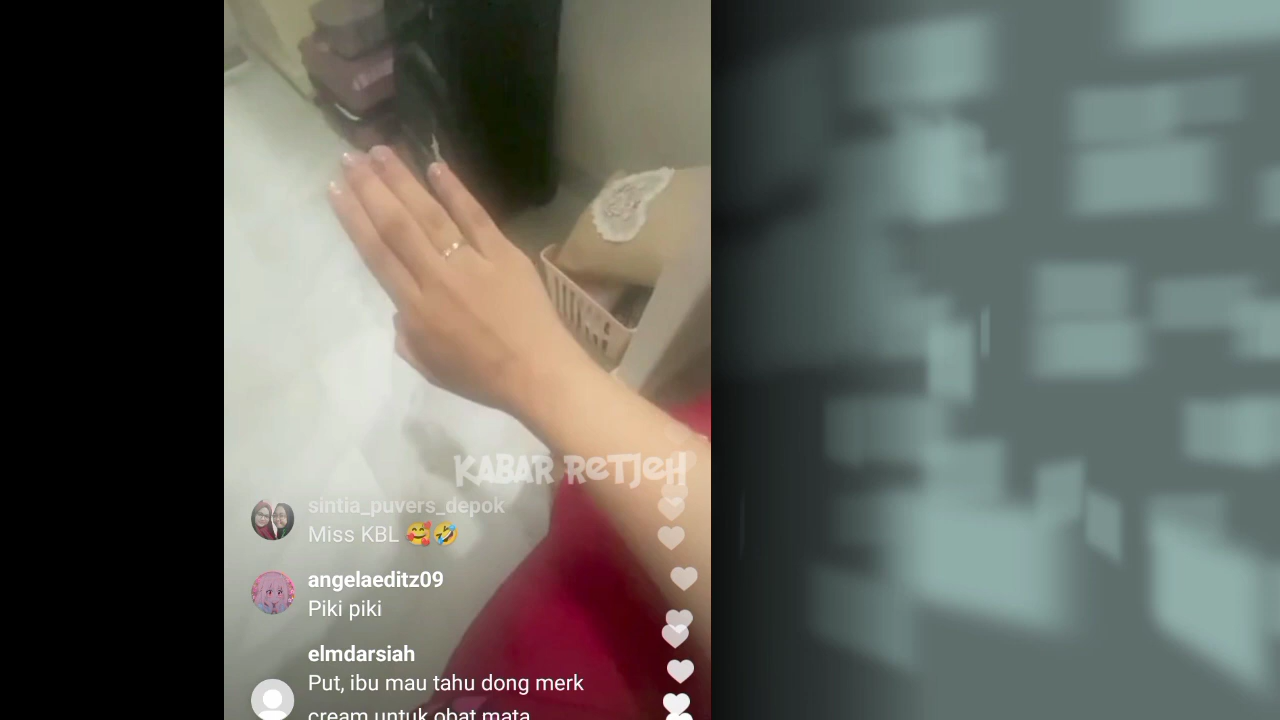 KABAR RETJEH
sintia_puvers_depok
Miss KBL 🥰🤣
angelaeditz09
Piki piki
elmdarsiah
Put, ibu mau tahu dong merk
cream untuk obat mata